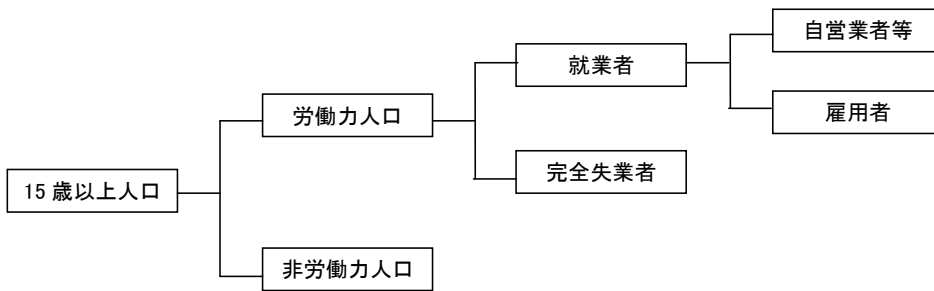 自営業者等
就業者
雇用者
労働力人口
完全失業者
15 歳以上人口
非労働力人口